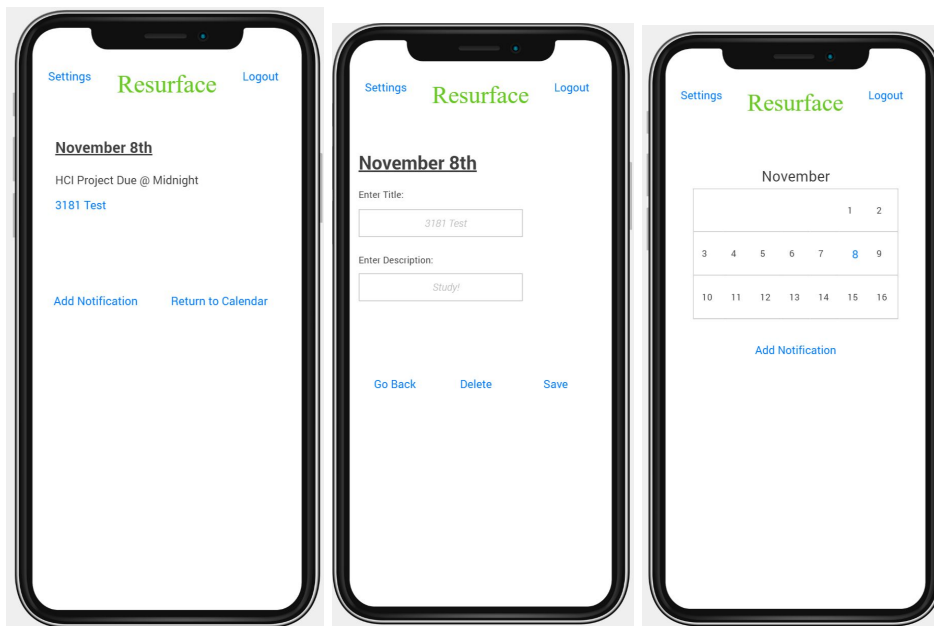 Settings Resurface Logout
November 8th
HCI Project Due @ Midnight
3181 Test
Add Notification Return to Calendar
Settings Resurface Logout
November 8th
Enter Title:
3181 Test
Enter Description:
Study!
Go Back Delete Save
Settings Resurface Logout
November
1 2
3 4 5 6 7 8 9
10 11 12 13 14 15 16
Add Notification